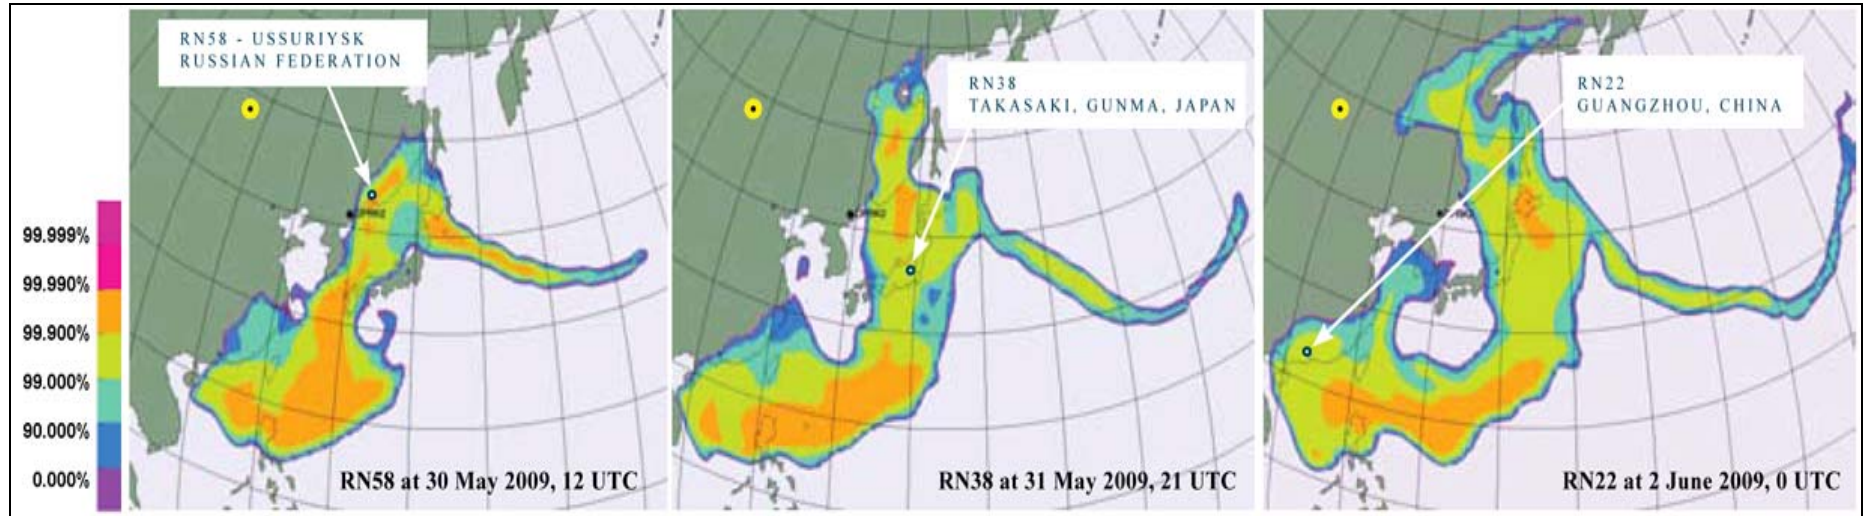 RN58 - USSURIYSK
RUSSIAN FEDERATION
RN38
TAKASAKI, GUNMA, JAPAN
RN22
GUANGZHOU, CHINA
99.999%
99.990%
99.900%
99.000%
90.000%
0.000%
RN58 at 30 May 2009, 12 UTC
RN38 at 31 May 2009, 21 UTC
RN22 at 2 June 2009, 0 UTC